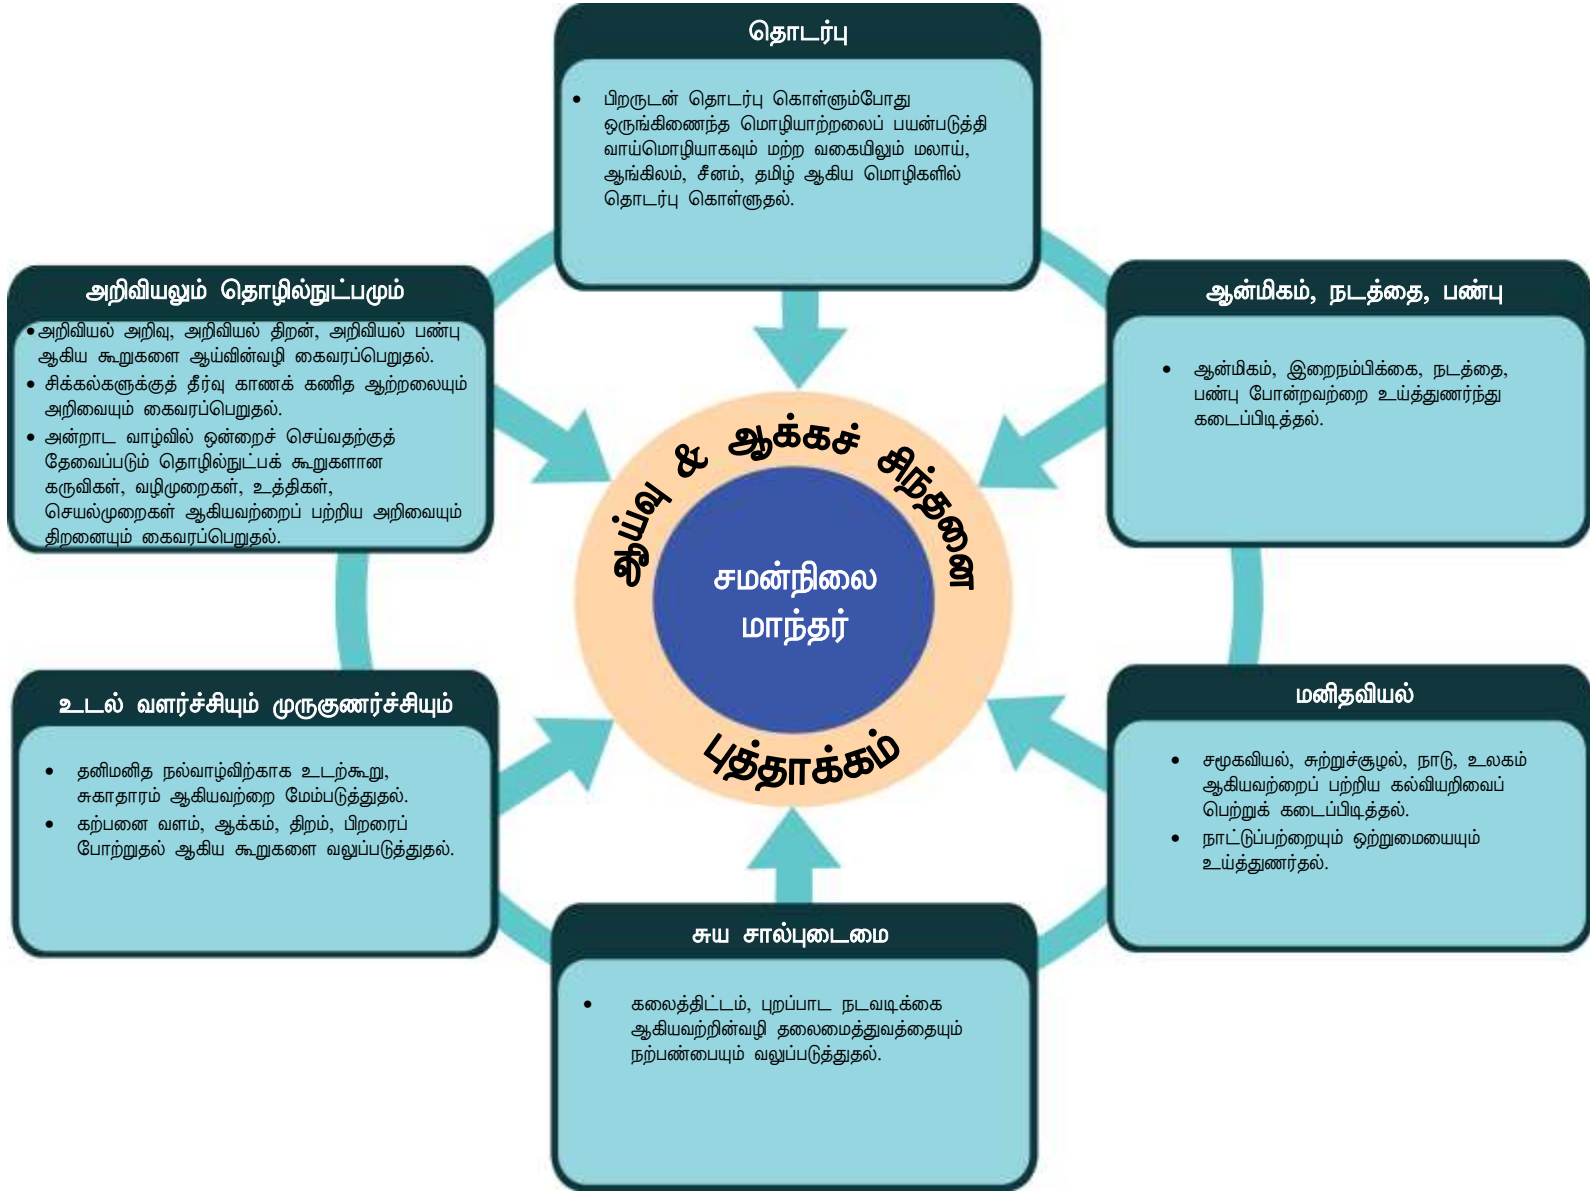 தொடர்பு
• பிறருடன் தொடர்பு கொள்ளும்போது
ஒருங்கிணைந்த மொழியாற்றலைப் பயன்படுத்தி
வாய்மொழியாகவும் மற்ற வகையிலும் மலாய்,
ஆங்கிலம், சீனம், தமிழ் ஆகிய மொழிகளில்
தொடர்பு கொள்ளுதல்.
ஆன்மிகம், நடத்தை, பண்பு
• ஆன்மிகம், இறைநம்பிக்கை, நடத்தை,
பண்பு போன்றவற்றை உய்த்துணர்ந்து
கடைப்பிடித்தல்.
மனிதவியல்
• சமூகவியல், சுற்றுச்சூழல், நாடு, உலகம்
ஆகியவற்றைப் பற்றிய கல்வியறிவைப்
பெற்றுக் கடைப்பிடித்தல்.
• நாட்டுப்பற்றையும் ஒற்றுமையையும்
உய்த்துணர்தல்.
சுய சால்புடைமை
• கலைத்திட்டம், புறப்பாட நடவடிக்கை
ஆகியவற்றின்வழி தலைமைத்துவத்தையும்
நற்பண்பையும் வலுப்படுத்துதல்.
உடல் வளர்ச்சியும் முருகுணர்ச்சியும்
• தனிமனித நல்வாழ்விற்காக உடற்கூறு,
சுகாதாரம் ஆகியவற்றை மேம்படுத்துதல்.
• கற்பனை வளம், ஆக்கம், திறம், பிறரைப்
போற்றுதல் ஆகிய கூறுகளை வலுப்படுத்துதல்.
அறிவியலும் தொழில்நுட்பமும்
• அறிவியல் அறிவு, அறிவியல் திறன், அறிவியல் பண்பு
ஆகிய கூறுகளை ஆய்வின்வழி கைவரப்பெறுதல்.
• சிக்கல்களுக்குத் தீர்வு காணக் கணித ஆற்றலையும்
அறிவையும் கைவரப்பெறுதல்.
• அன்றாட வாழ்வில் ஒன்றைச் செய்வதற்குத்
தேவைப்படும் தொழில்நுட்பக் கூறுகளான
கருவிகள், வழிமுறைகள், உத்திகள்,
செயல்முறைகள் ஆகியவற்றைப் பற்றிய அறிவையும்
திறனையும் கைவரப்பெறுதல்.
ஆய்வு & ஆக்கச் சிந்தனை
சமன்நிலை
மாந்தர்
புத்தாக்கம்